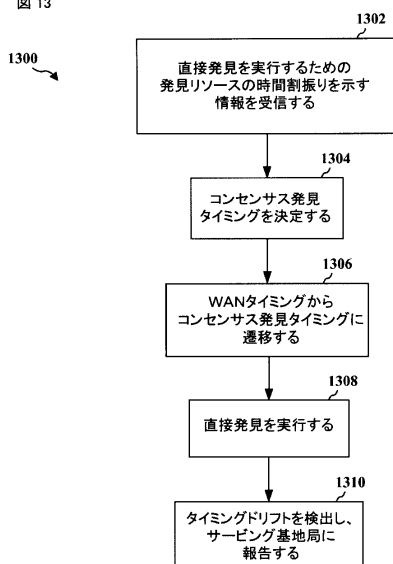 図 13
1302
1300
直接発見を実行するための
発見リソースの時間割振りを示す
情報を受信する
1304
コンセンサス発見
タイミングを決定する
1306
WANタイミングから
コンセンサス発見タイミングに
遷移する
1308
直接発見を実行する
1310
タイミングドリフトを検出し、
サービング基地局に
報告する